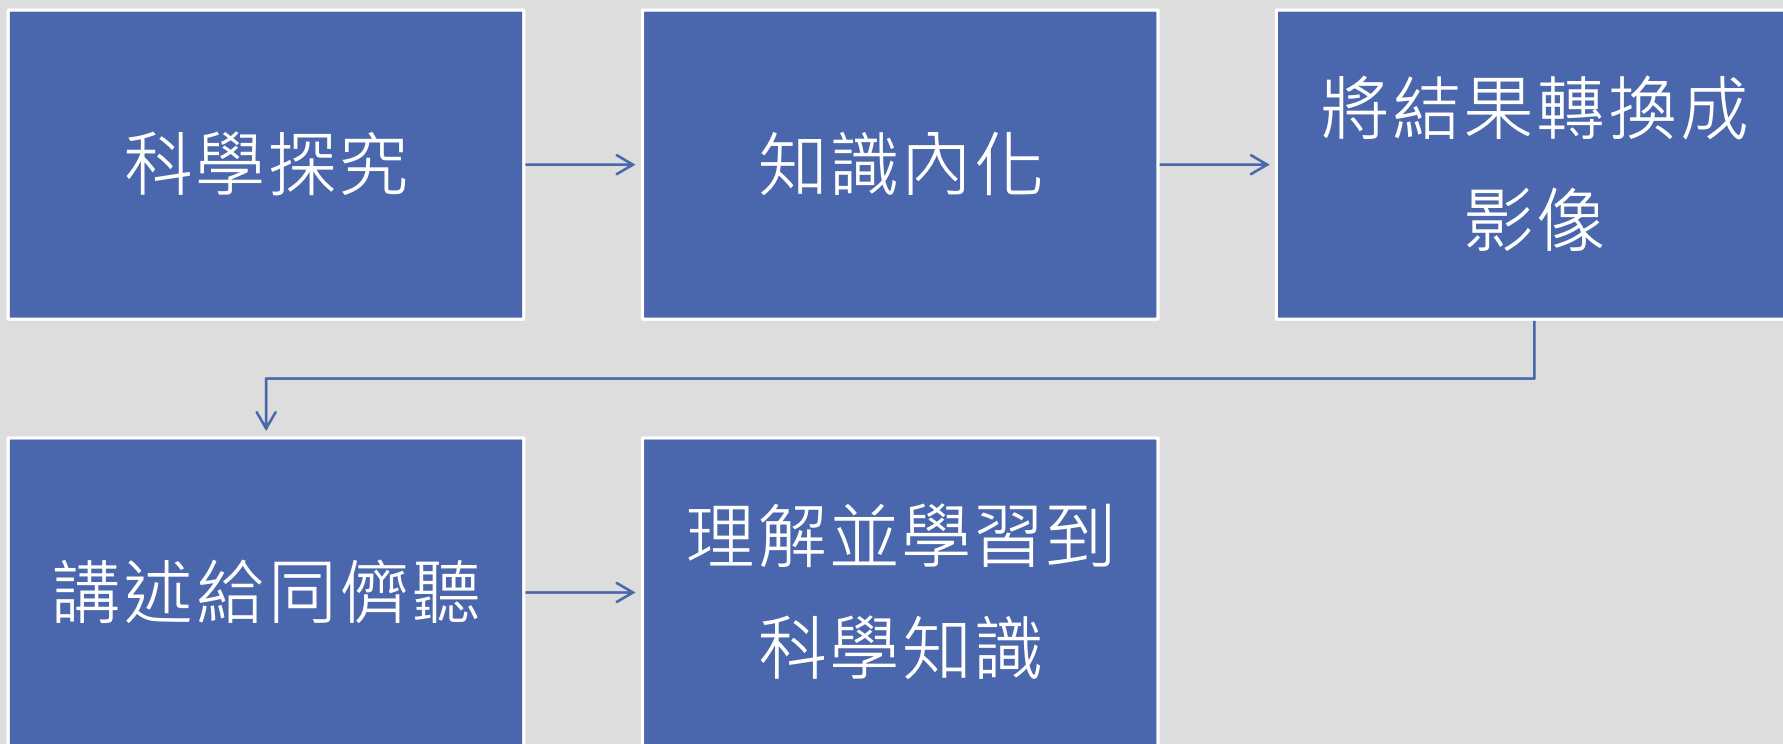 科學探究
知識內化
將結果轉換成
影像
講述給同儕聽
理解並學習到
科學知識